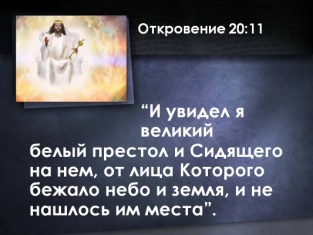 Откровение 20:11
“И увидел я
великий
белый престол и Сидящего
на нем, от лица Которого
бежало небо и земля, и не
нашлось им места”.